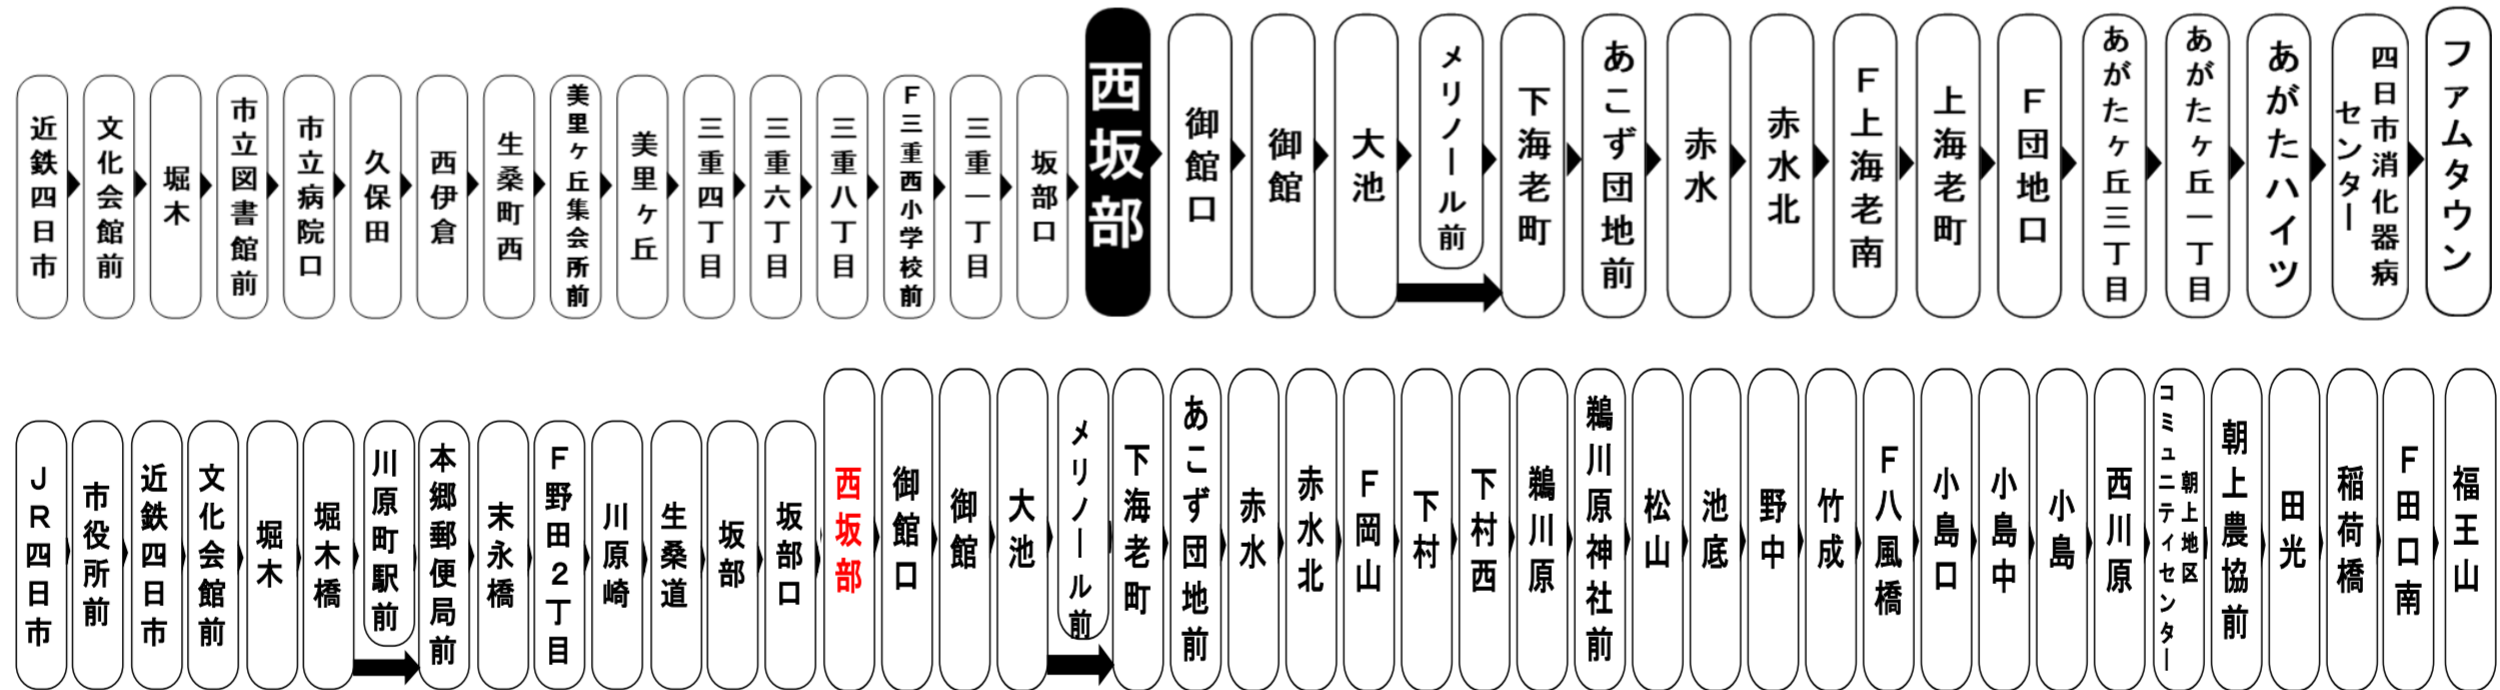 近鉄四日市
文化会館前
堀木
市立図書館前
市立病院口
久保田
西伊倉
生桑町西
美里ヶ丘集会所前
美里ヶ丘
三重四丁目
三重六丁目
三重八丁目
F三重西小学校前
三重一丁目
坂部口
西坂部
御館口
御館
大池
メリノール前
下海老町
あこず団地前
赤水
赤水北
F上海老南
上海老町
F団地口
あがたヶ丘三丁目
あがたヶ丘一丁目
あがたハイツ
四日市消化器病
センター
ファムタウン
JR四日市
市役所前
近鉄四日市
文化会館前
堀木
堀木橋
川原町駅前
本郷郵便局前
末永橋
F野田2丁目
川原崎
生桑道
坂部
坂部口
西坂部
御館口
御館
大池
メリノール前
下海老町
あこず団地前
赤水
赤水北
F岡山
下村
下村西
鵜川原
鵜川原神社前
松山
池底
野中
竹成
F八風橋
小島口
小島中
小島
西川原
朝上地区
コミュニティセンター
朝上農協前
田光
稲荷橋
F田口南
福王山